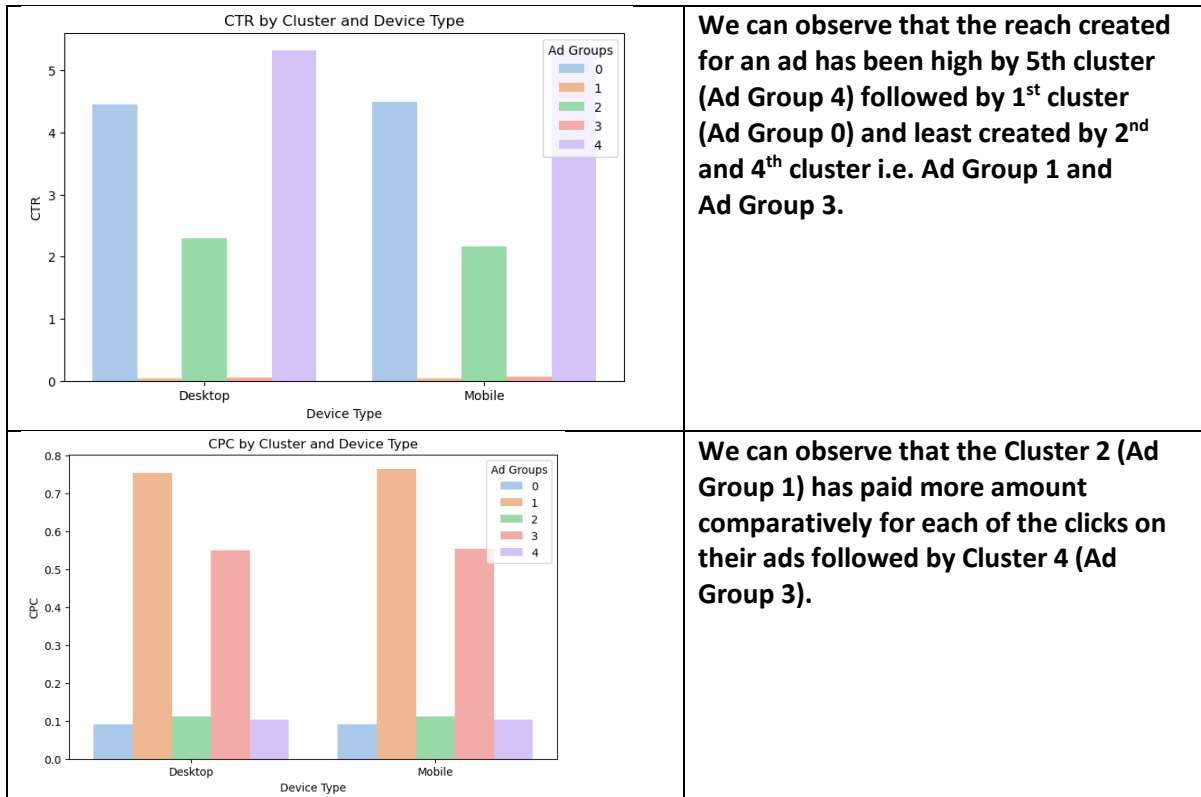 CTR by Cluster and Device Type
Ad Groups
0
1
2
3
4
5
4
3
2
1
0
CTR
Desktop
Mobile
Device Type
We can observe that the reach created
for an ad has been high by 5th cluster
(Ad Group 4) followed by 1st cluster
(Ad Group 0) and least created by 2nd
and 4th cluster i.e. Ad Group 1 and
Ad Group 3.
CPC by Cluster and Device Type
Ad Groups
0
1
2
3
4
0.8
0.7
0.6
0.5
0.4
0.3
0.2
0.1
0.0
CPC
Desktop
Mobile
Device Type
We can observe that the Cluster 2 (Ad
Group 1) has paid more amount
comparatively for each of the clicks on
their ads followed by Cluster 4 (Ad
Group 3).